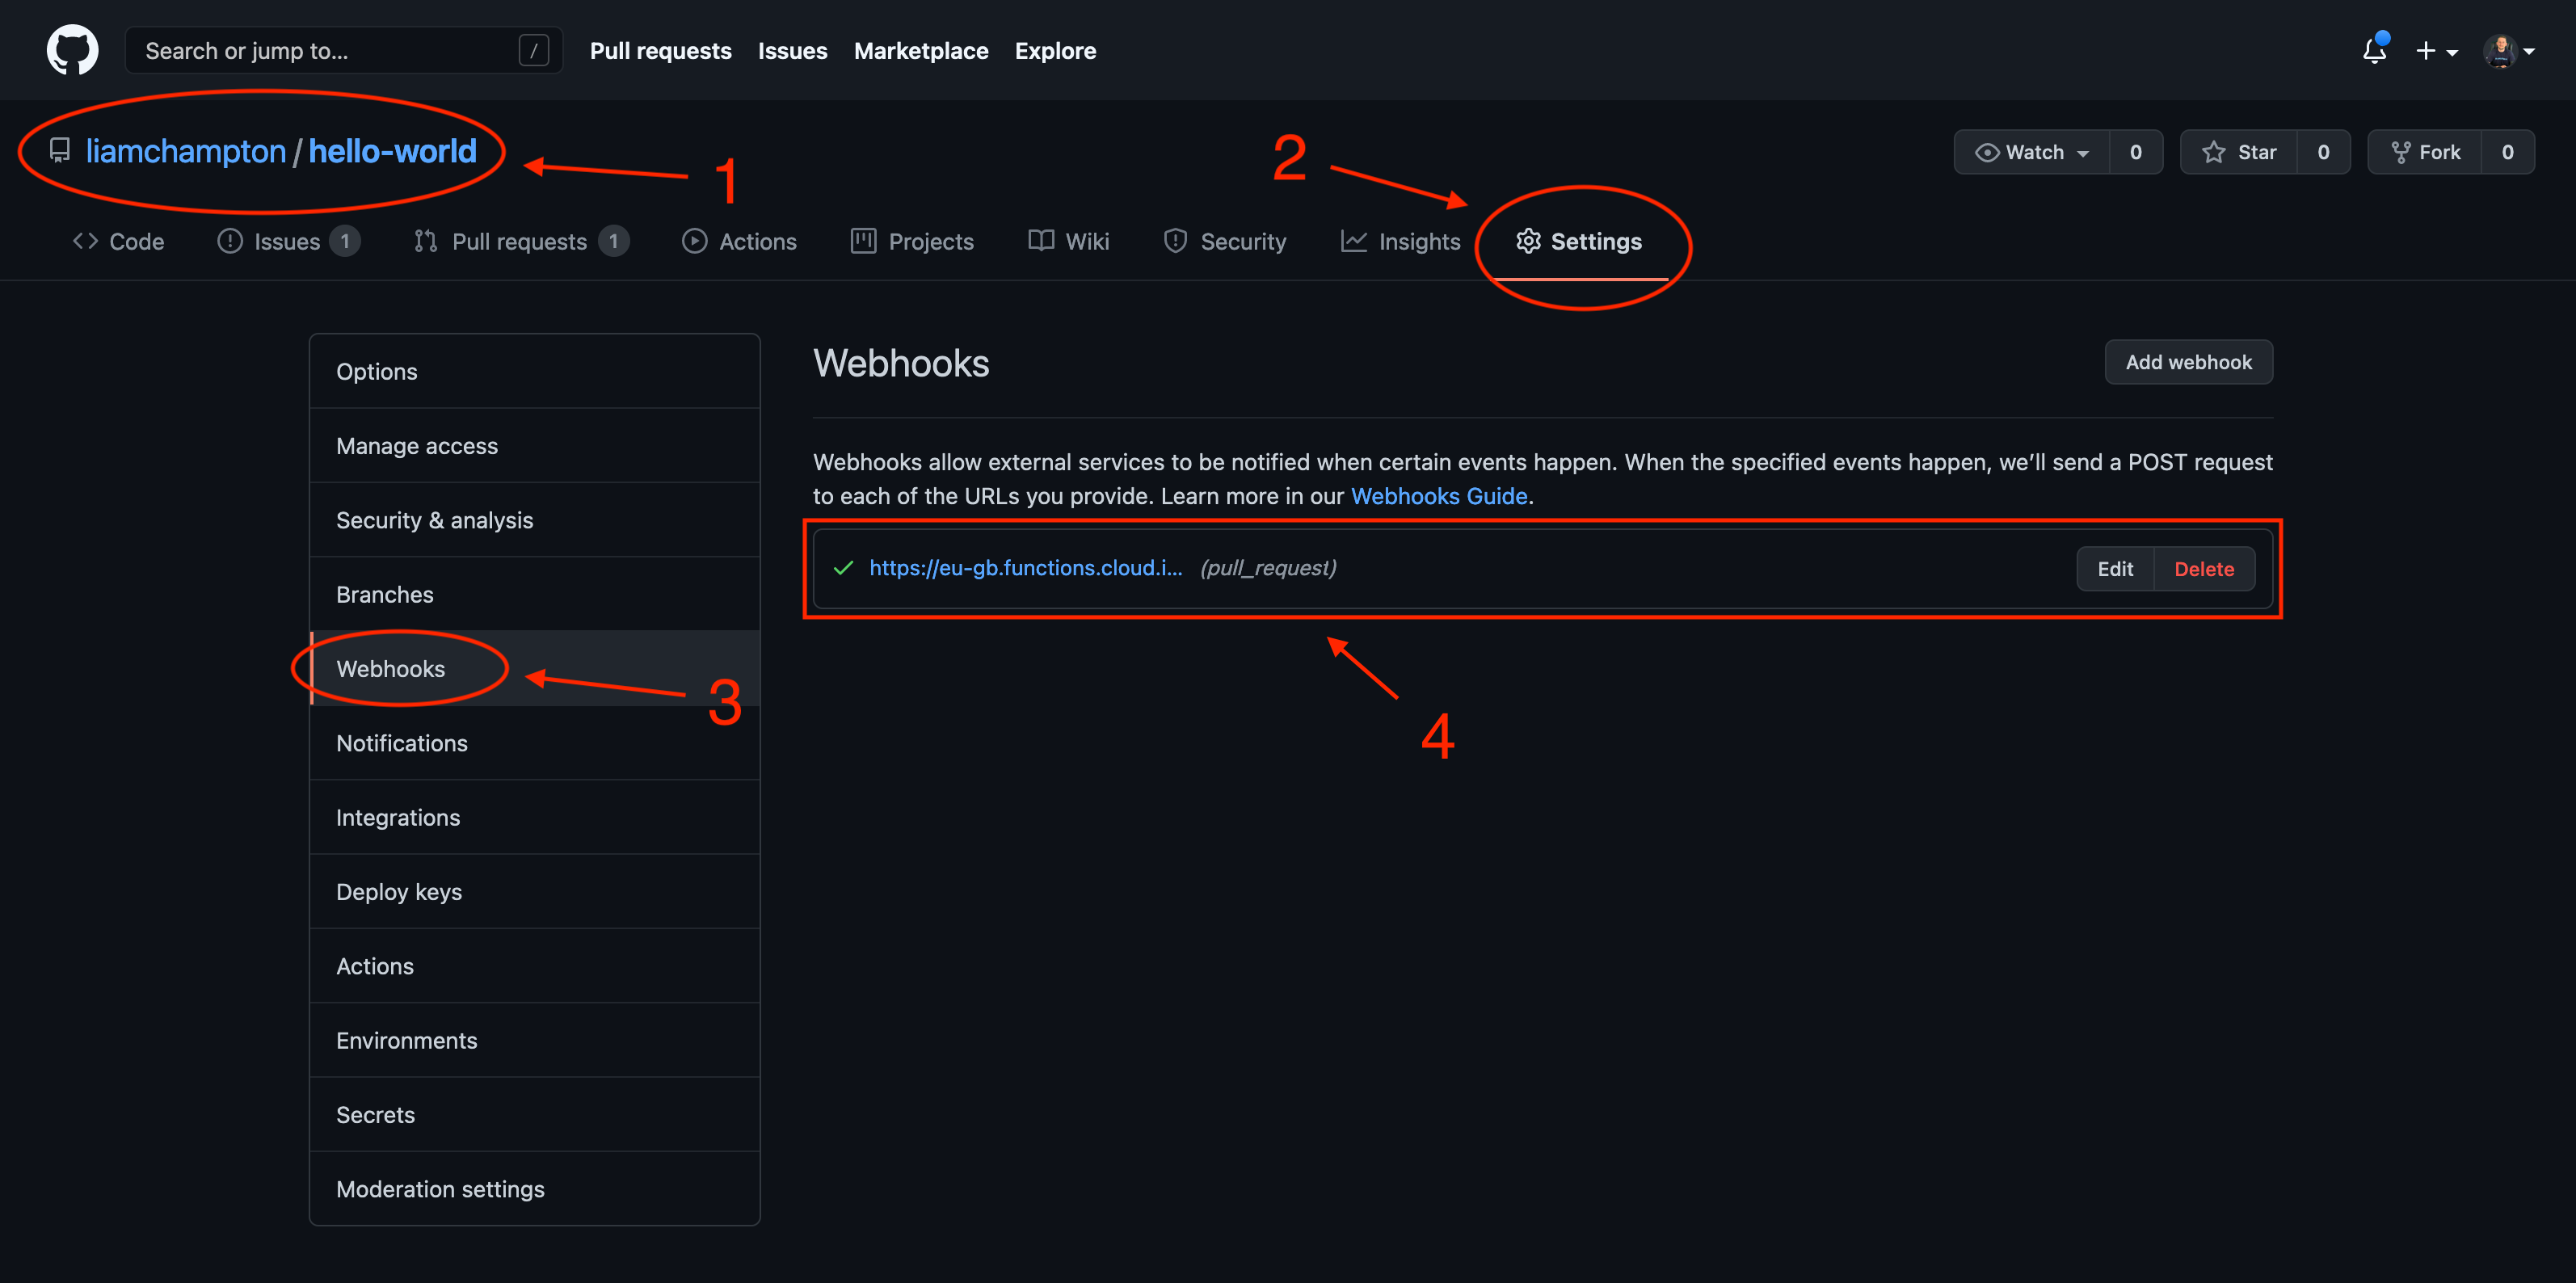 Search or jump to... /
Pull requests Issues Marketplace Explore
liamchampton / hello-world
1
2
Watch 0 Star 0 Fork 0
Code Issues 1 Pull requests 1 Actions Projects Wiki Security Insights Settings
Options
Manage access
Security & analysis
Branches
Webhooks
3
Notifications
Integrations
Deploy keys
Actions
Environments
Secrets
Moderation settings
Webhooks
Add webhook
Webhooks allow external services to be notified when certain events happen. When the specified events happen, we’ll send a POST request
to each of the URLs you provide. Learn more in our Webhooks Guide.
https://eu-gb.functions.cloud.i... (pull_request) Edit Delete
4